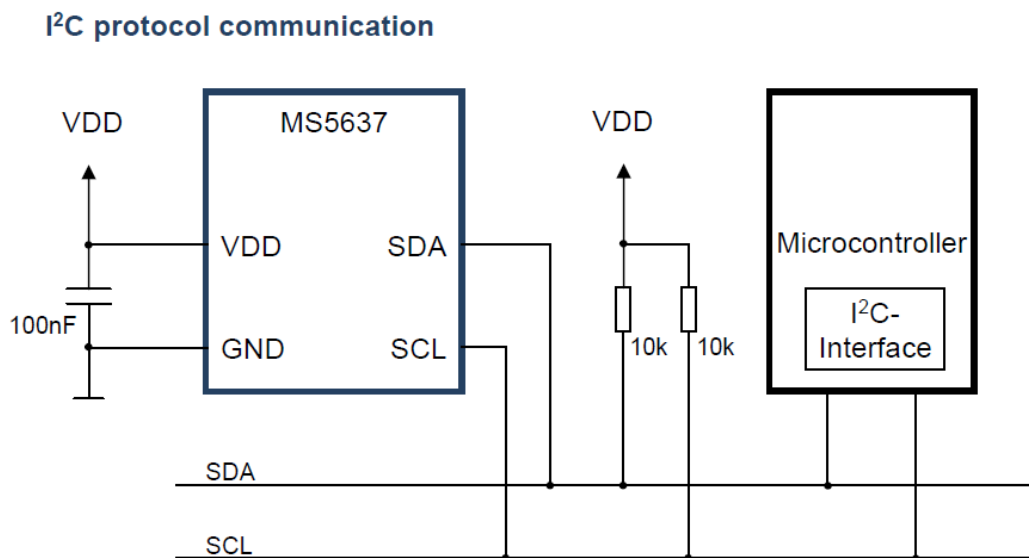 I²C protocol communication
VDD
MS5637
VDD
VDD
SDA
Microcontroller
100nF
I²C-
Interface
GND
SCL
10k
10k
SDA
SCL